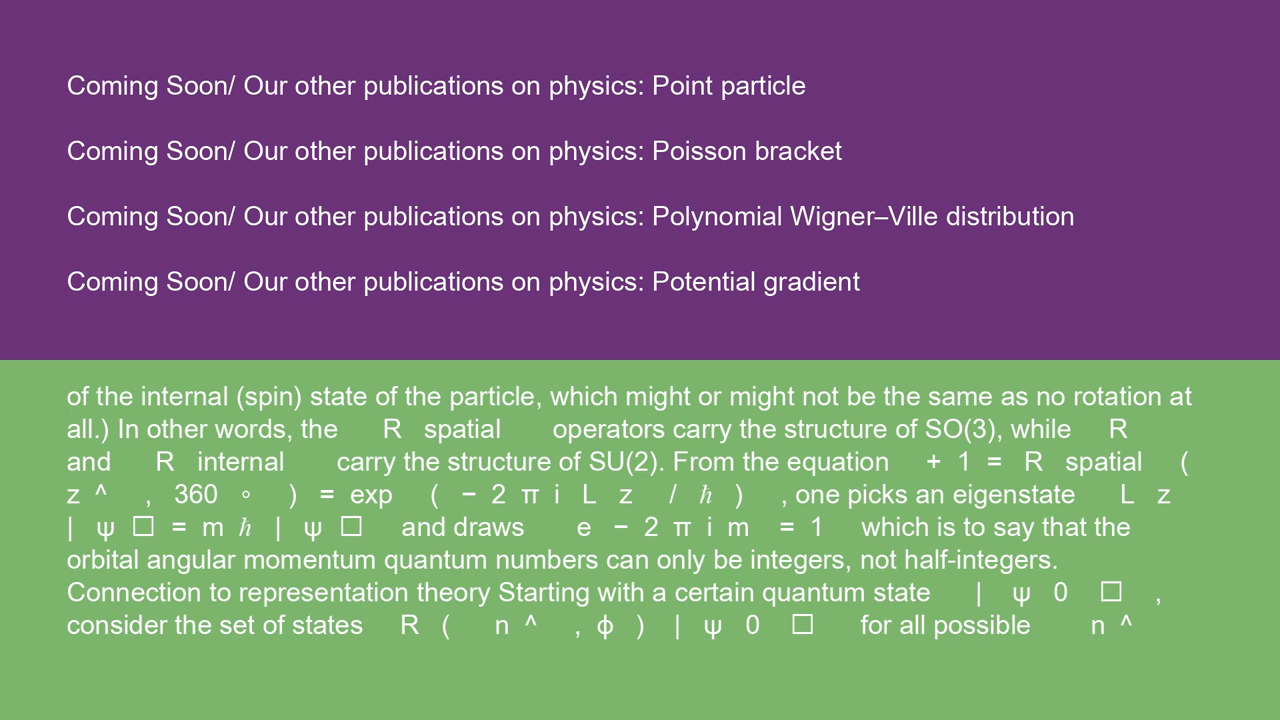 Coming Soon/ Our other publications on physics: Point particle
Coming Soon/ Our other publications on physics: Poisson bracket
Coming Soon/ Our other publications on physics: Polynomial Wigner–Ville distribution
Coming Soon/ Our other publications on physics: Potential gradient
of the internal (spin) state of the particle, which might or might not be the same as no rotation at
all.) In other words, the R spatial operators carry the structure of SO(3), while R
and R internal carry the structure of SU(2). From the equation + 1 = R spatial (
z ^ , 360 ∘ ) = exp ( − 2 π i L z / ℏ ) , one picks an eigenstate L z
| ψ □ = m ℏ | ψ □ and draws e − 2 π i m = 1 which is to say that the
orbital angular momentum quantum numbers can only be integers, not half-integers.
Connection to representation theory Starting with a certain quantum state | ψ 0 □ ,
consider the set of states R ( n ^ , ϕ ) | ψ 0 □ for all possible n ^